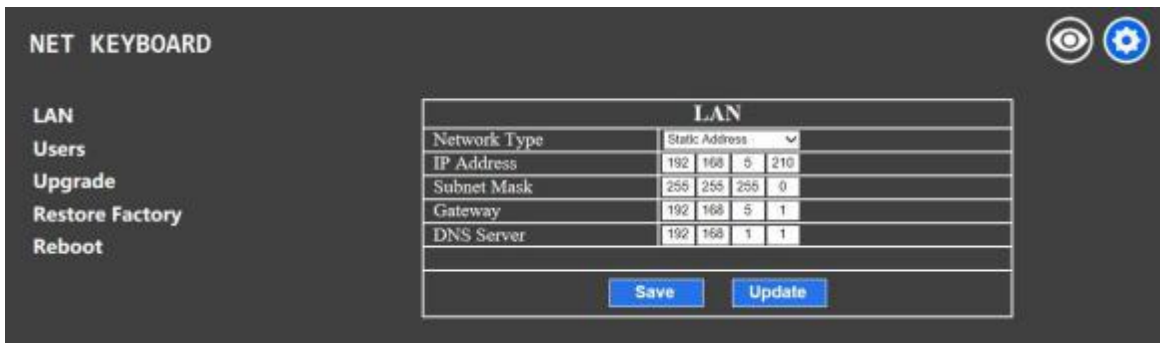 NET KEYBOARD
LAN
Users
Upgrade
Restore Factory
Reboot
LAN
Network Type Static Address
IP Address 192 168 5 210
Subnet Mask 255 255 255 0
Gateway 192 168 5 1
DNS Server 192 168 1 1
Save Update